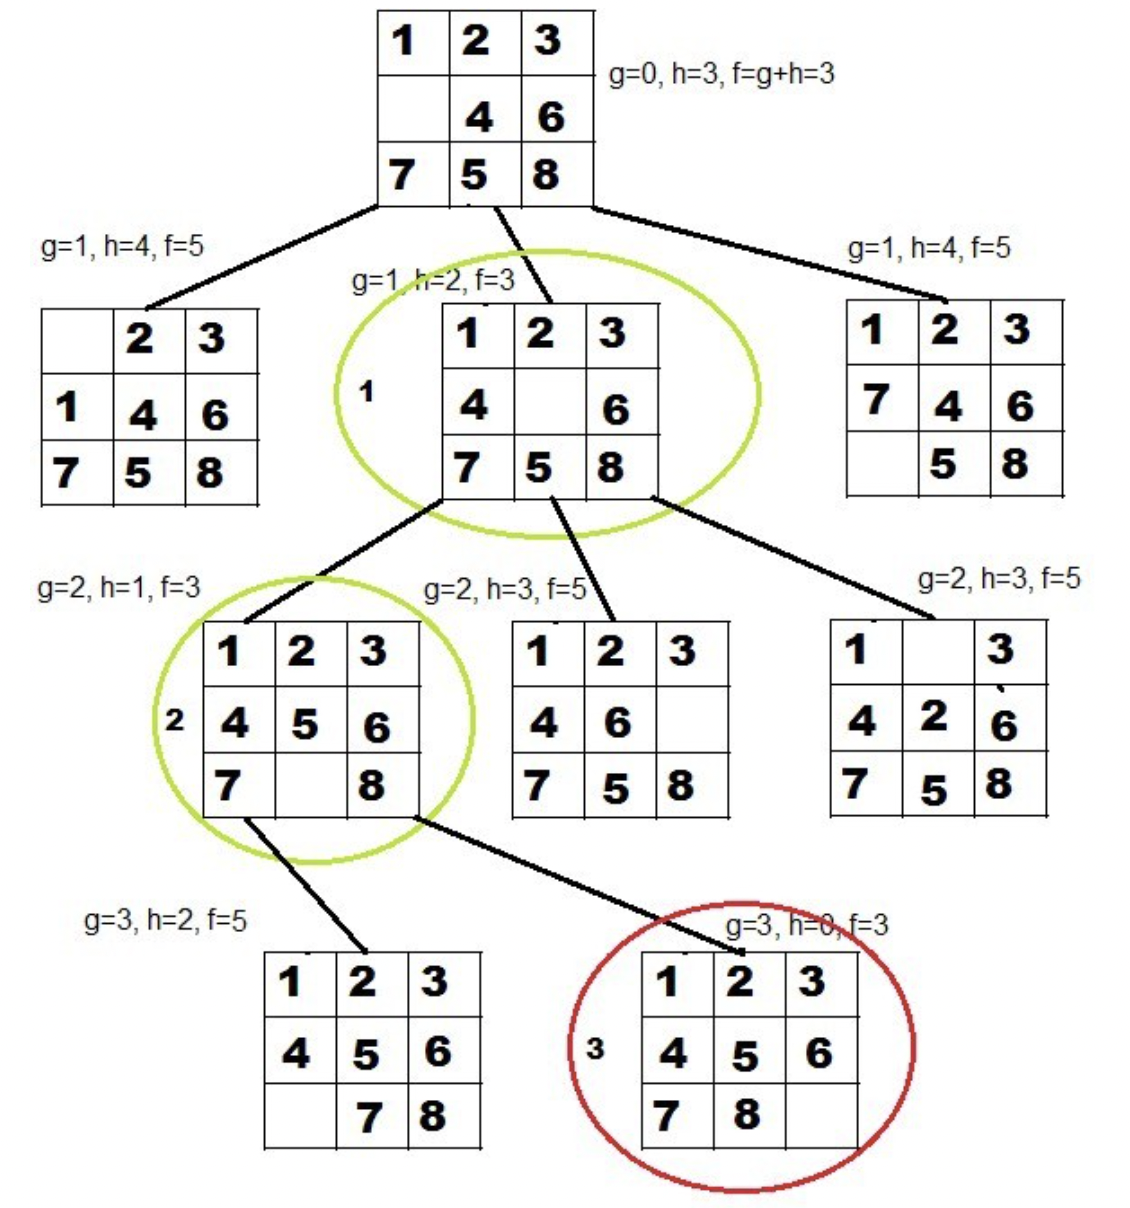 1 2 3
g=0, h=3, f=g+h=3
4 6
7 5 8
g=1, h=4, f=5
2 3
1 4 6
7 5 8
g=1, h=2, f=3
1 2 3
1
4 6
7 5 8
g=1, h=4, f=5
1 2 3
7 4 6
5 8
g=2, h=1, f=3
1 2 3
2
4 5 6
7 8
g=2, h=3, f=5
1 2 3
4 6
7 5 8
g=2, h=3, f=5
1 3
4 2 6
7 5 8
g=3, h=2, f=5
1 2 3
4 5 6
7 8
g=3, h=0, f=3
1 2 3
3
4 5 6
7 8